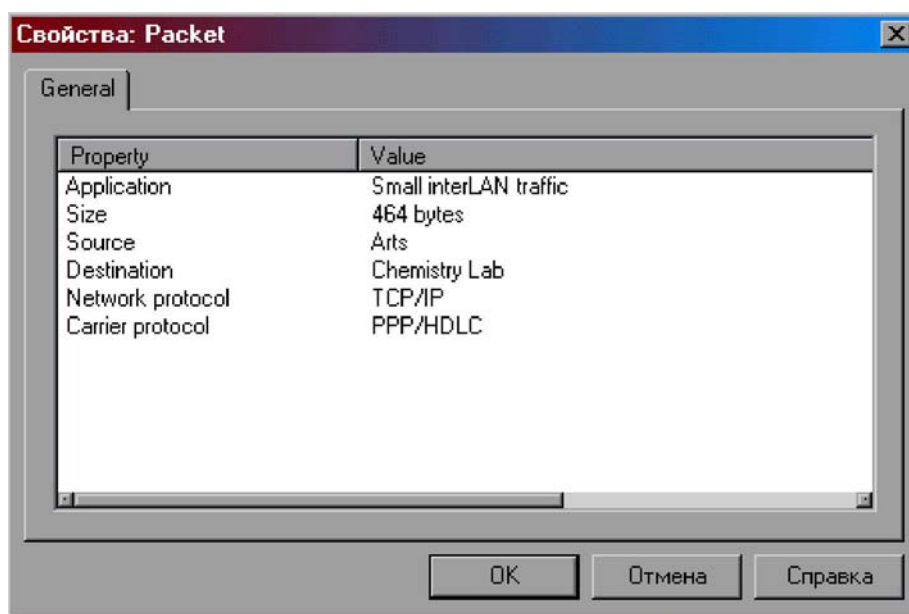 Свойства: Packet
General
Property Value
Application Small interLAN traffic
Size 464 bytes
Source Arts
Destination Chemistry Lab
Network protocol TCP/IP
Carrier protocol PPP/HDLC
OK Отмена Справка